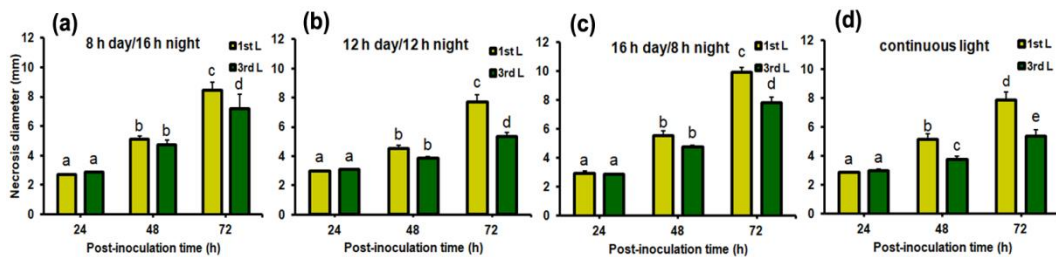 (a)
8 h day/16 h night
Necrosis diameter (mm)
12
10
8
6
4
2
0
1st L
3rd L
a a b b c d
24 48 72
Post-inoculation time (h)
(b)
12 h day/12 h night
12
10
8
6
4
2
0
1st L
3rd L
a a b b c d
24 48 72
Post-inoculation time (h)
(c)
16 h day/8 h night
12
10
8
6
4
2
0
1st L
3rd L
a a b b c d
24 48 72
Post-inoculation time (h)
(d)
continuous light
12
10
8
6
4
2
0
1st L
3rd L
a a b c d e
24 48 72
Post-inoculation time (h)